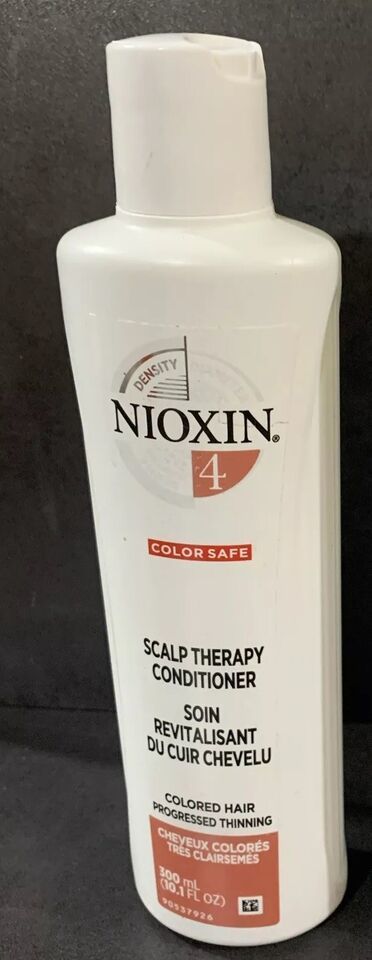 DENSITY
NIOXIN®
4
COLOR SAFE
SCALP THERAPY
CONDITIONER
SOIN
REVITALISANT
DU CUIR CHEVELU
COLORED HAIR
PROGRESSED THINNING
CHEVEUX COLORÉS
TRÈS CLAIRSEMÉS
300 mL
(10.1 FL OZ)
90937926